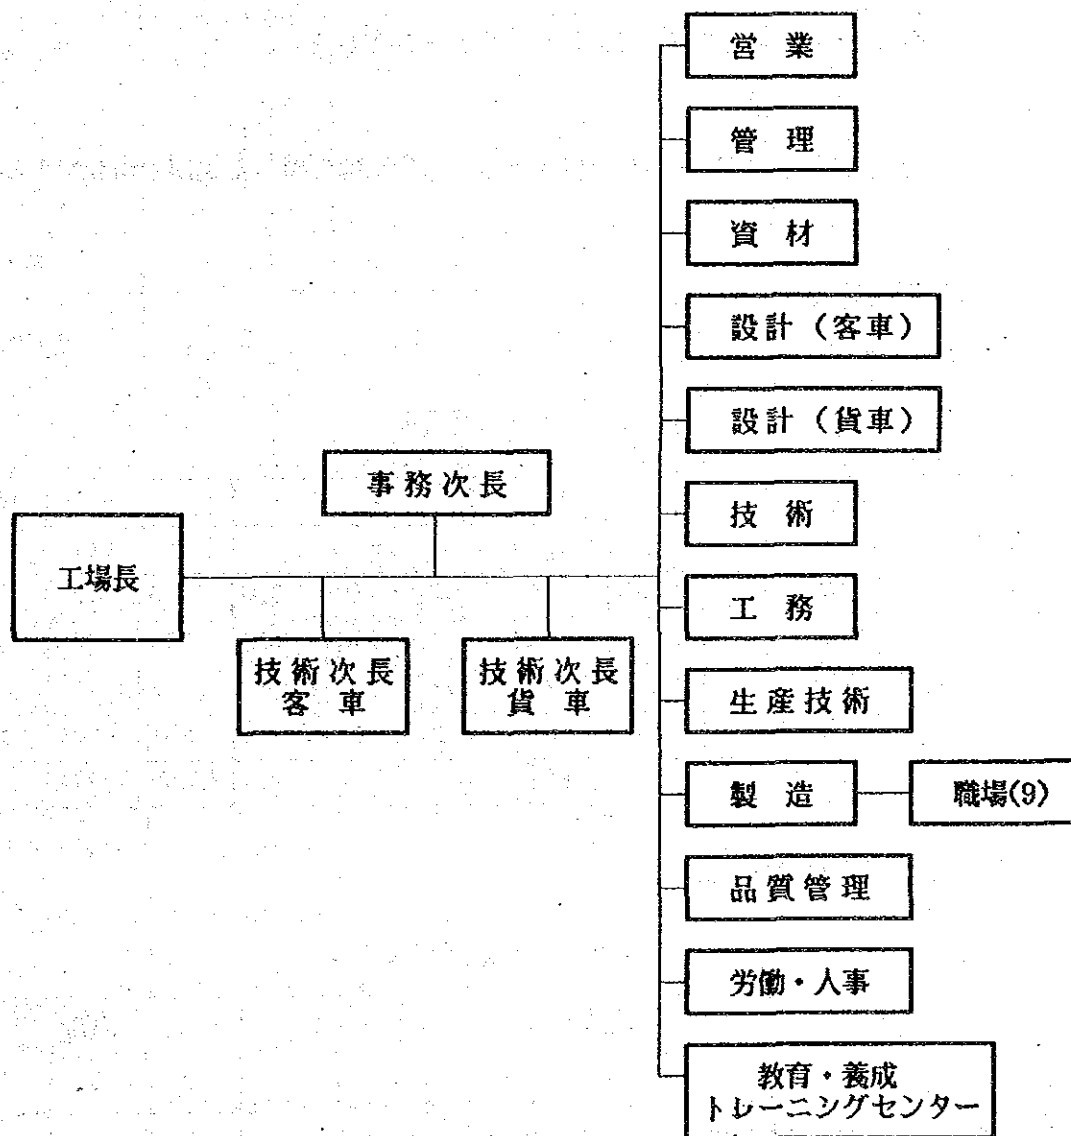 営業
管理
資材
設計（客車）
設計（貨車）
事務次長
技術
工場長
工務
技術次長
客車
技術次長
貨車
生産技術
製造
職場(9)
品質管理
労働・人事
教育・養成
トレーニングセンター